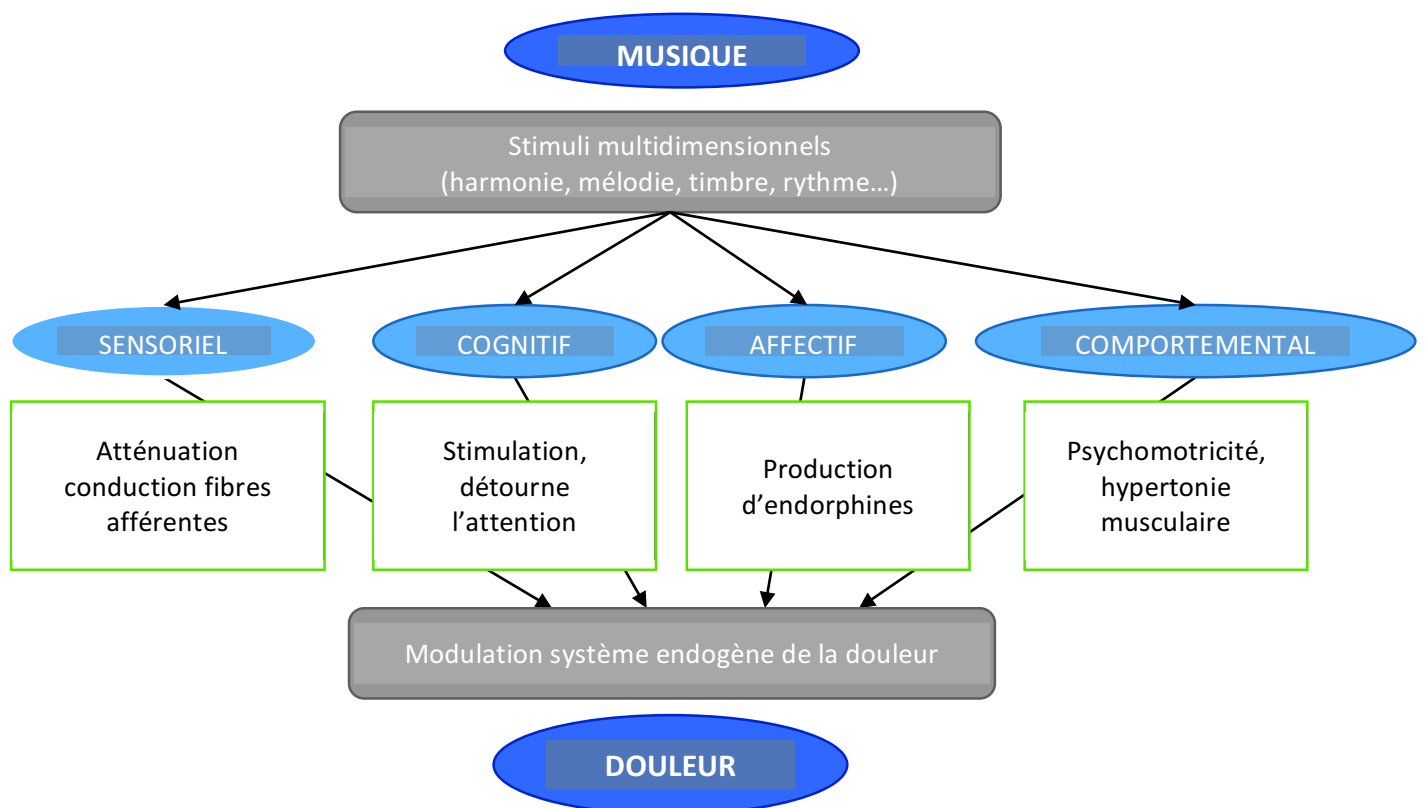 MUSIQUE
Stimuli multidimensionnels
(harmonie, mélodie, timbre, rythme…)
SENSORIEL
COGNITIF
AFFECTIF
COMPORTEMENTAL
Atténuation
conduction fibres
afférentes
Stimulation,
détourne
l’attention
Production
d’endorphines
Psychomotricité,
hypertonie
musculaire
Modulation système endogène de la douleur
DOULEUR